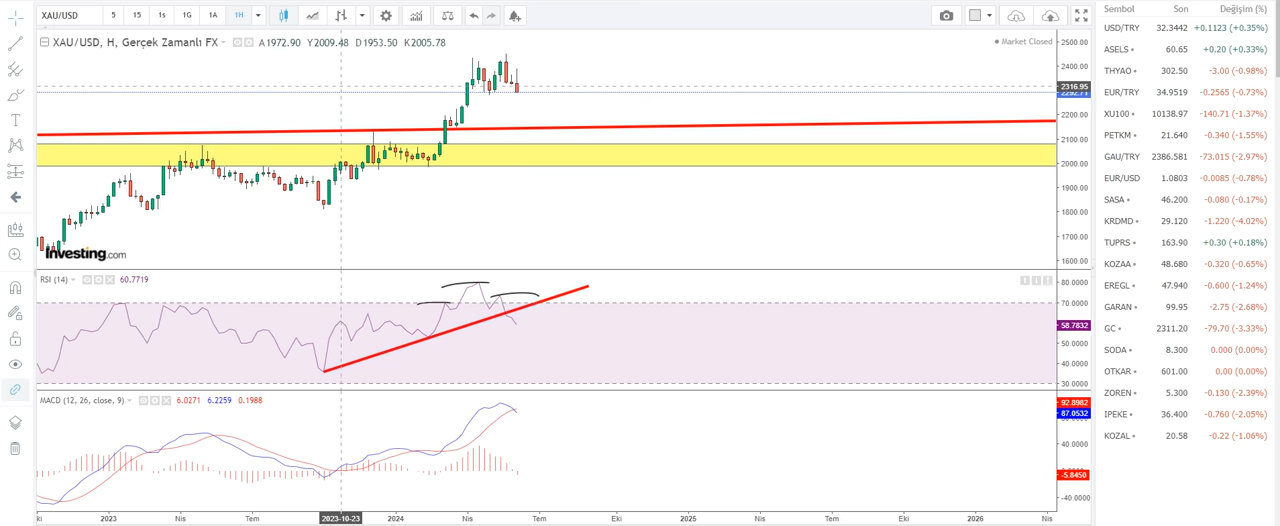 XAU/USD 5 15 1s 1G 1A 1H
XAU/USD, H, Gerçek Zamanlı FX A1972.90 Y2009.48 D1953.50 K2005.78
Market Closed
2500.00
2400.00
2316.95
2292.71
2200.00
2100.00
2000.00
1900.00
1800.00
1700.00
1600.00
Investing.com
RSI (14) 60.7719
80.0000
70.0000
58.7832
50.0000
40.0000
30.0000
MACD (12, 26, close, 9) 6.0271 6.2259 0.1988
92.8982
87.0532
40.0000
-5.8450
-40.0000
ki 2023 Nis Tem 2023-10-23 2024 Nis Tem Eki 2025 Nis Tem Eki 2026 Nis
Sembol Son Değişim (%)
USD/TRY 32.3442 +0.1123 (+0.35%)
ASELS 60.65 +0.20 (+0.33%)
THYAO 302.50 -3.00 (-0.98%)
EUR/TRY 34.9519 -0.2565 (-0.73%)
XU100 10138.97 -140.71 (-1.37%)
PETKM 21.640 -0.340 (-1.55%)
GAU/TRY 2386.581 -73.015 (-2.97%)
EUR/USD 1.0803 -0.0085 (-0.78%)
SASA 46.200 -0.080 (-0.17%)
KRDMD 29.120 -1.220 (-4.02%)
TUPRS 163.90 +0.30 (+0.18%)
KOZAA 48.680 -0.320 (-0.65%)
EREGL 47.940 -0.600 (-1.24%)
GARAN 99.95 -2.75 (-2.68%)
GC 2311.20 -79.70 (-3.33%)
SODA 8.300 0.000 (0.00%)
OTKAR 601.00 0.00 (0.00%)
ZOREN 5.300 -0.130 (-2.39%)
IPEKE 36.400 -0.760 (-2.05%)
KOZAL 20.58 -0.22 (-1.06%)